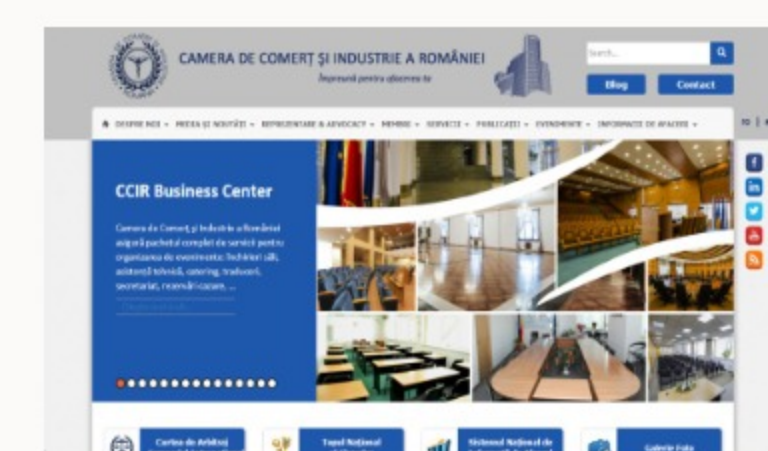 CAMERA DE COMERȚ ȘI INDUSTRIE A ROMÂNIEI
Împreună pentru afacerea ta
Search...
Blog
Contact
DESPRE NOI
MEDIA ȘI NOUTĂȚI
REPREZENTARE & ADVOCACY
MEMBRI
SERVICII
PUBLICAȚII
EVENIMENTE
INFORMAȚII DE AFACERI
RO |
CCIR Business Center
Camera de Comerț și Industrie a României
asigură pachetul complet de servicii pentru
organizarea de evenimente: închirieri săli,
asistență tehnică, catering, traduceri,
secretariat, rezervări cazare, ...
Curtea de Arbitraj
Topul Național
Sistemul Național de
Galerie Foto